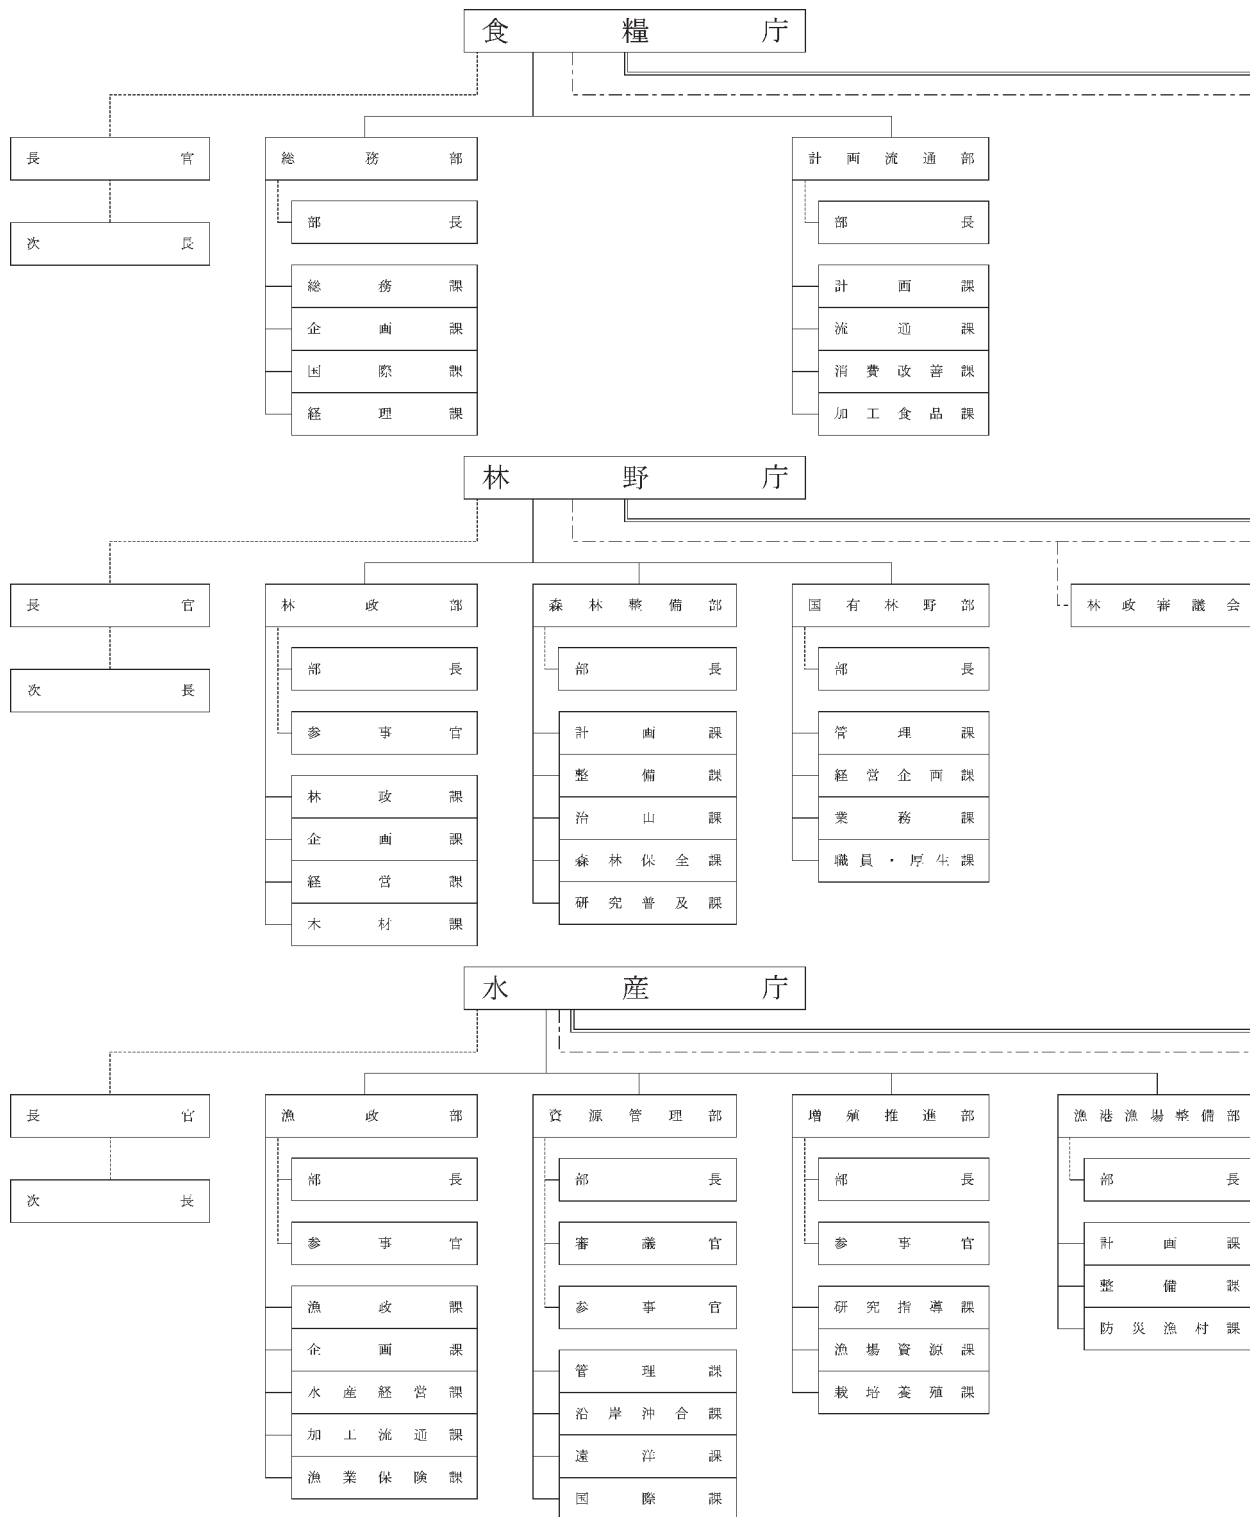 食糧庁
長官
次長
総務部
部長
総務課
企画課
国際課
経理課
計画流通部
部長
計画課
流通課
消費改善課
加工食品課
林野庁
長官
次長
林政部
部長
参事官
林政課
企画課
経営課
木材課
森林整備部
部長
計画課
整備課
治山課
森林保全課
研究普及課
国有林野部
部長
管理課
経営企画課
業務課
職員・厚生課
林政審議会
水産庁
長官
次長
漁政部
部長
参事官
漁政課
企画課
水産経営課
加工流通課
漁業保険課
資源管理部
部長
審議官
参事官
管理課
沿岸沖合課
遠洋課
国際課
増殖推進部
部長
参事官
研究指導課
漁場資源課
栽培養殖課
漁港漁場整備部
部長
計画課
整備課
防災漁村課